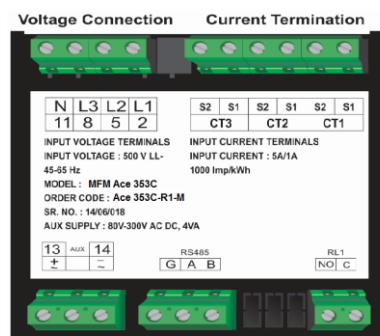 Voltage Connection Current Termination
N L3 L2 L1
11 8 5 2
S2 S1 S2 S1 S2 S1
CT3 CT2 CT1
INPUT VOLTAGE TERMINALS
INPUT VOLTAGE : 500 V LL-
45-65 Hz
INPUT CURRENT TERMINALS
INPUT CURRENT : 5A/1A
1000 Imp/kWh
MODEL : MFM Ace 353C
ORDER CODE : Ace 353C-R1-M
SR. NO. : 14/06/018
AUX SUPPLY : 80V-300V AC DC, 4VA
13 AUX 14
RS485
G A B
RL1
NO C